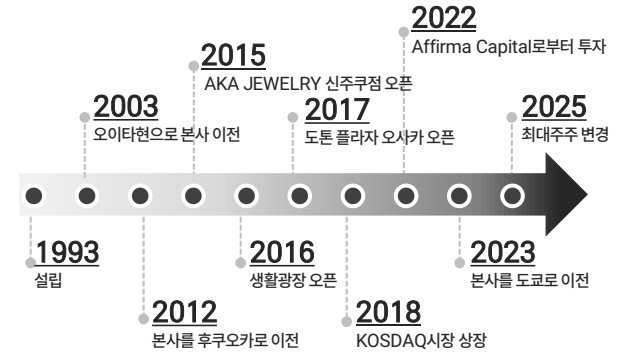 1993
설립
2003
오이타현으로 본사 이전
2012
본사를 후쿠오카로 이전
2015
AKA JEWELRY 신주쿠점 오픈
2016
생활광장 오픈
2017
도톤 플라자 오사카 오픈
2018
KOSDAQ시장 상장
2022
Affirma Capital로부터 투자
2023
본사를 도쿄로 이전
2025
최대주주 변경